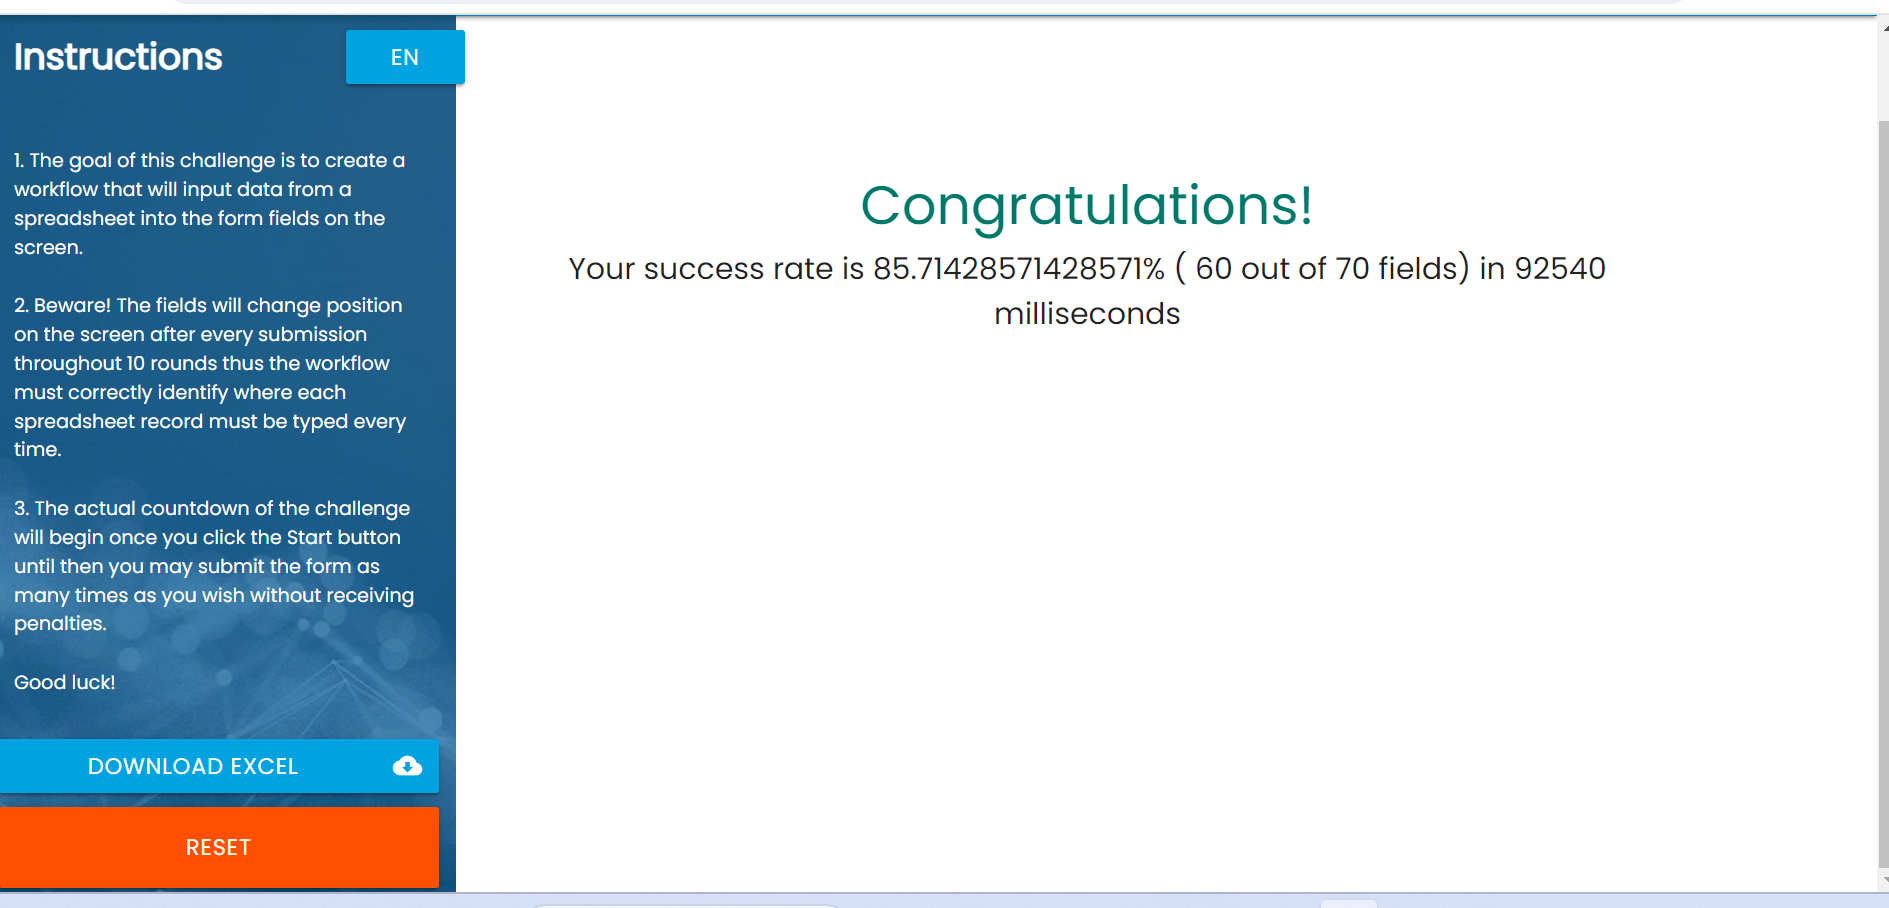 Instructions
EN
1. The goal of this challenge is to create a
workflow that will input data from a
spreadsheet into the form fields on the
screen.
2. Beware! The fields will change position
on the screen after every submission
throughout 10 rounds thus the workflow
must correctly identify where each
spreadsheet record must be typed every
time.
3. The actual countdown of the challenge
will begin once you click the Start button
until then you may submit the form as
many times as you wish without receiving
penalties.
Good luck!
DOWNLOAD EXCEL
RESET
Congratulations!
Your success rate is 85.71428571428571% ( 60 out of 70 fields) in 92540
milliseconds